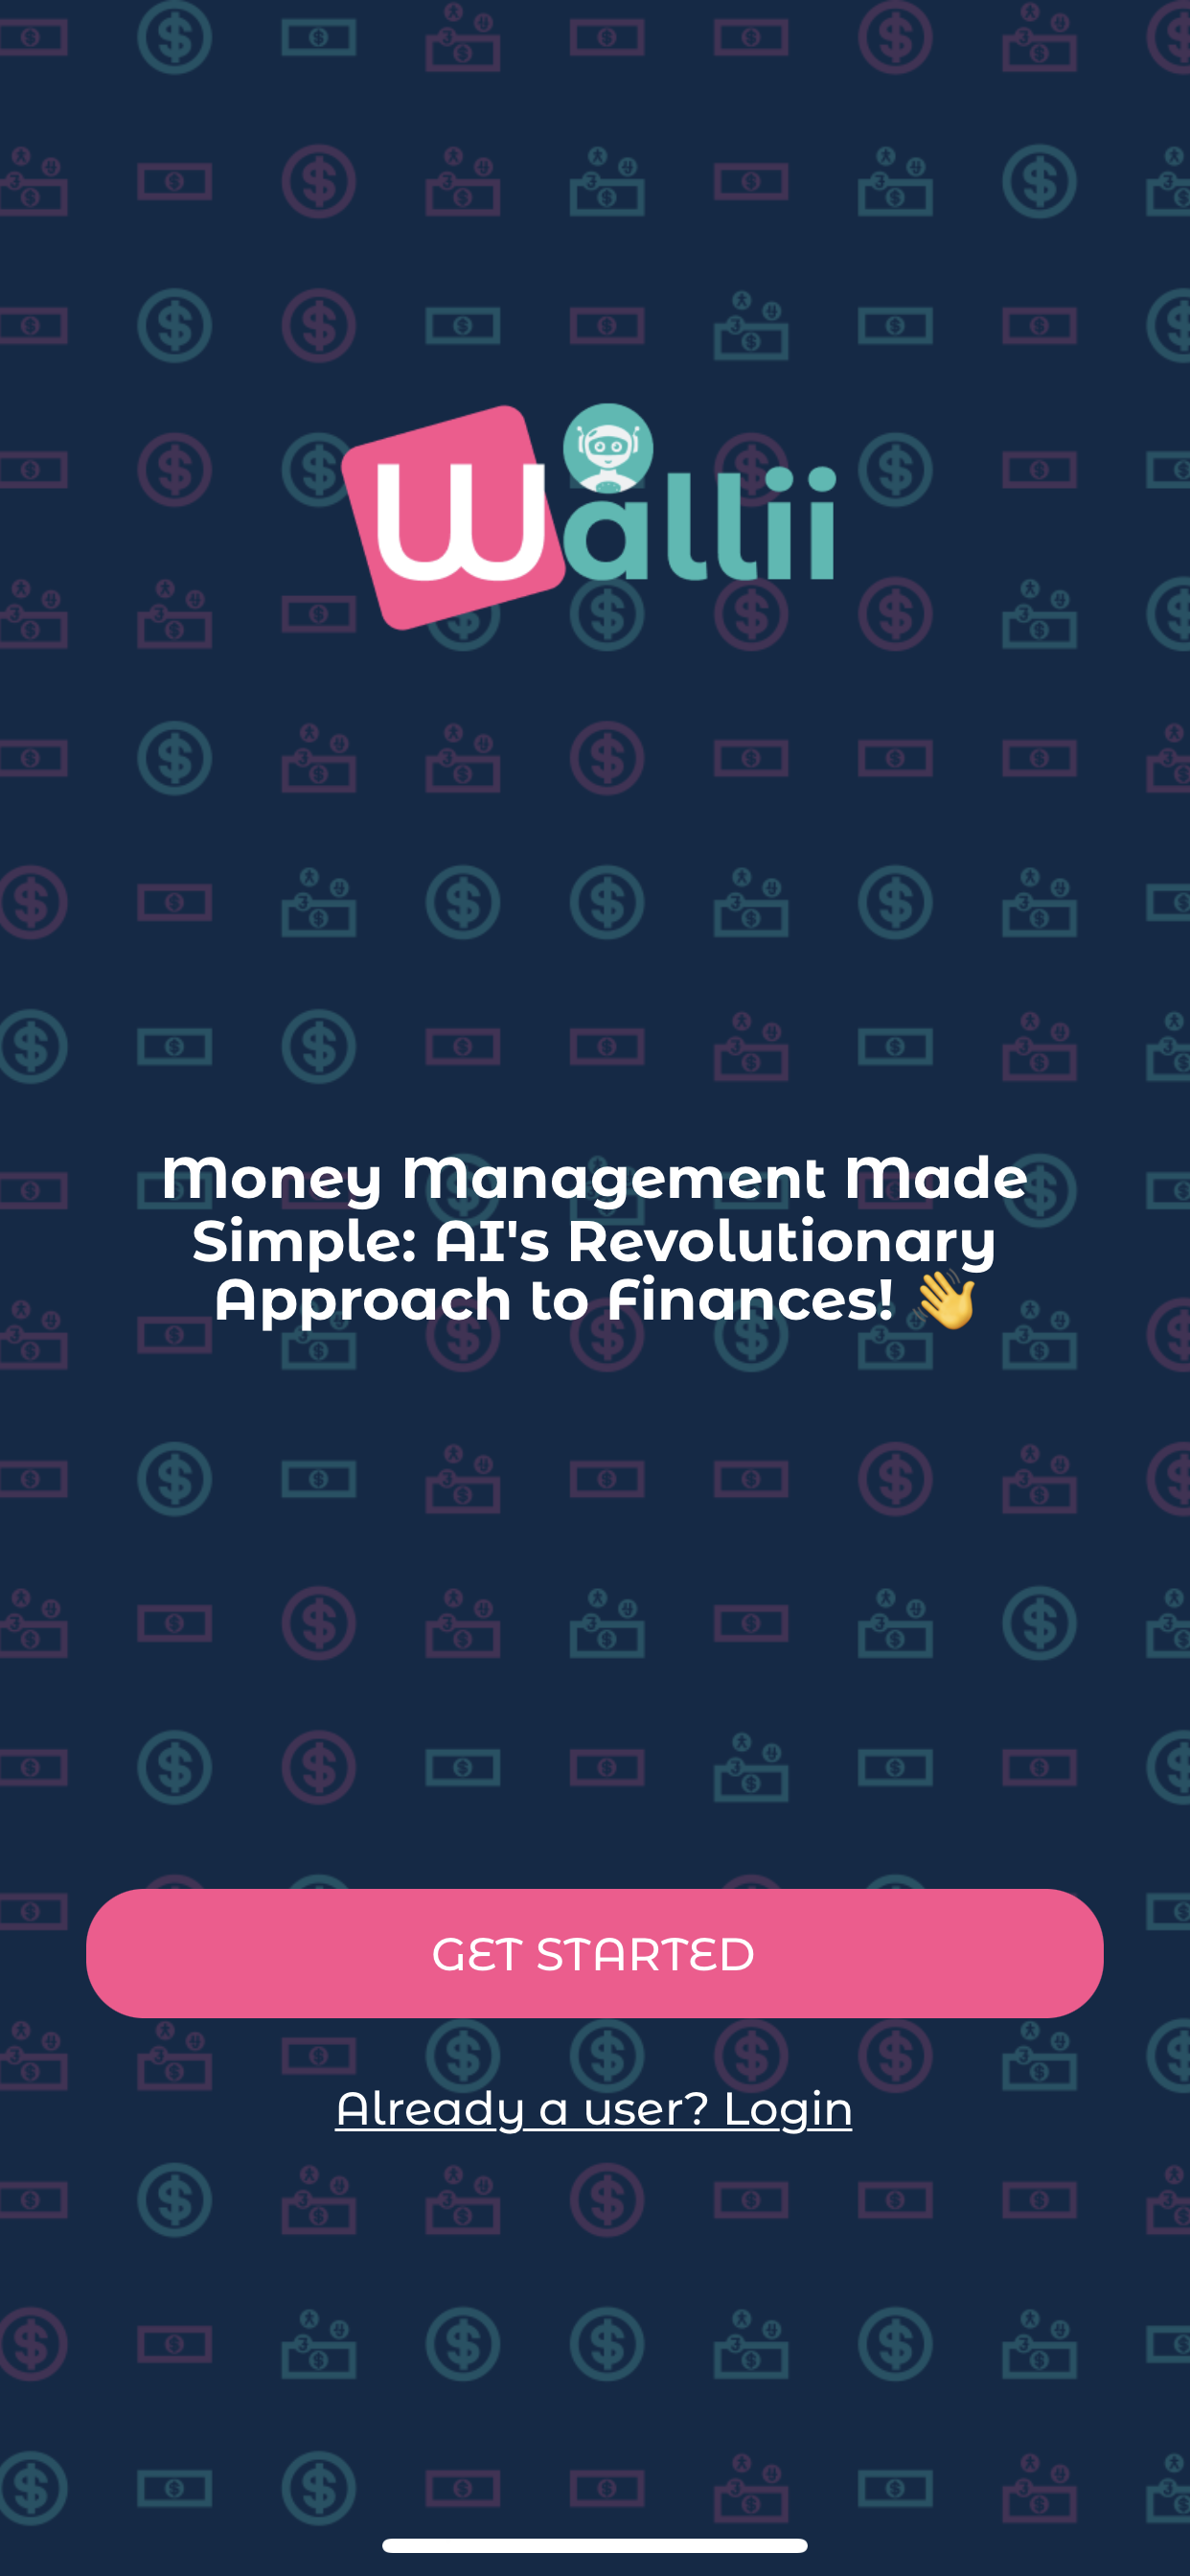 Wallii
Money Management Made
Simple: AI's Revolutionary
Approach to Finances! 👋
GET STARTED
Already a user? Login